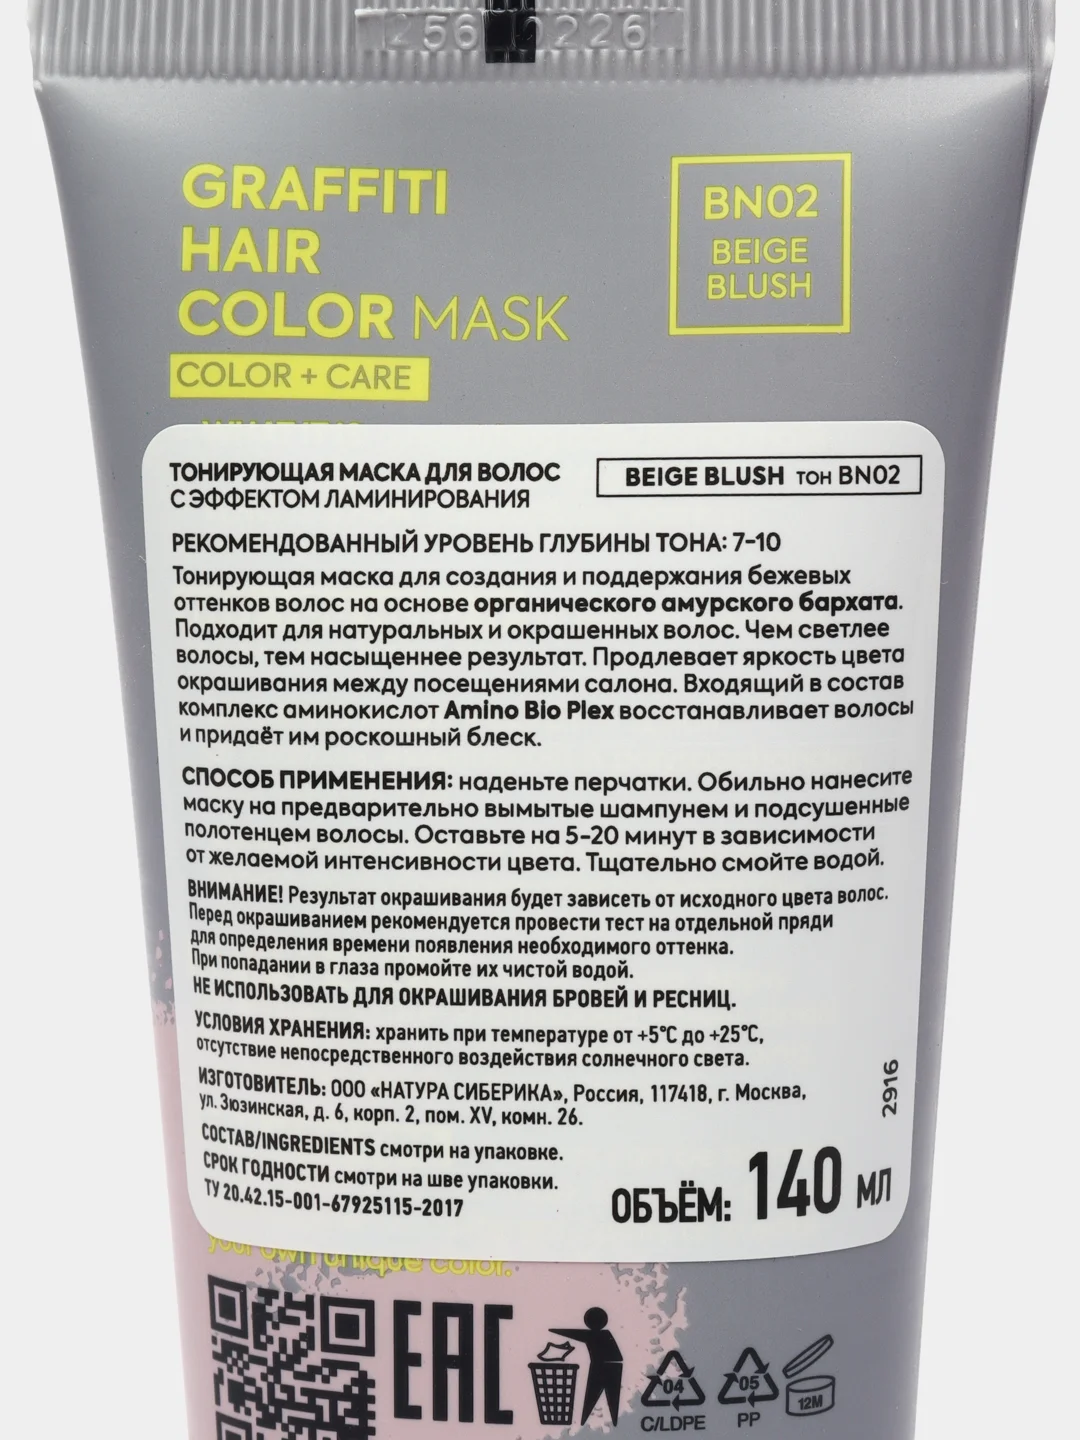 GRAFFITI
HAIR
COLOR MASK
COLOR + CARE
BN02
BEIGE
BLUSH
ТОНИРУЮЩАЯ МАСКА ДЛЯ ВОЛОС
С ЭФФЕКТОМ ЛАМИНИРОВАНИЯ
BEIGE BLUSH тон BN02
РЕКОМЕНДОВАННЫЙ УРОВЕНЬ ГЛУБИНЫ ТОНА: 7-10
Тонирующая маска для создания и поддержания бежевых
оттенков волос на основе органического амурского бархата.
Подходит для натуральных и окрашенных волос. Чем светлее
волосы, тем насыщеннее результат. Продлевает яркость цвета
окрашивания между посещениями салона. Входящий в состав
комплекс аминокислот Amino Bio Plex восстанавливает волосы
и придаёт им роскошный блеск.
СПОСОБ ПРИМЕНЕНИЯ: наденьте перчатки. Обильно нанесите
маску на предварительно вымытые шампунем и подсушенные
полотенцем волосы. Оставьте на 5-20 минут в зависимости
от желаемой интенсивности цвета. Тщательно смойте водой.
ВНИМАНИЕ! Результат окрашивания будет зависеть от исходного цвета волос.
Перед окрашиванием рекомендуется провести тест на отдельной пряди
для определения времени появления необходимого оттенка.
При попадании в глаза промойте их чистой водой.
НЕ ИСПОЛЬЗОВАТЬ ДЛЯ ОКРАШИВАНИЯ БРОВЕЙ И РЕСНИЦ.
УСЛОВИЯ ХРАНЕНИЯ: хранить при температуре от +5°С до +25°С,
отсутствие непосредственного воздействия солнечного света.
ИЗГОТОВИТЕЛЬ: ООО «НАТУРА СИБЕРИКА», Россия, 117418, г. Москва,
ул. Зюзинская, д. 6, корп. 2, пом. XV, комн. 26.
2916
СОСТАВ/INGREDIENTS смотри на упаковке.
СРОК ГОДНОСТИ смотри на шве упаковки.
ТУ 20.42.15-001-67925115-2017
ОБЪЁМ: 140 МЛ
your own unique color.
EAC
04
C/LDPE
05
PP
12M